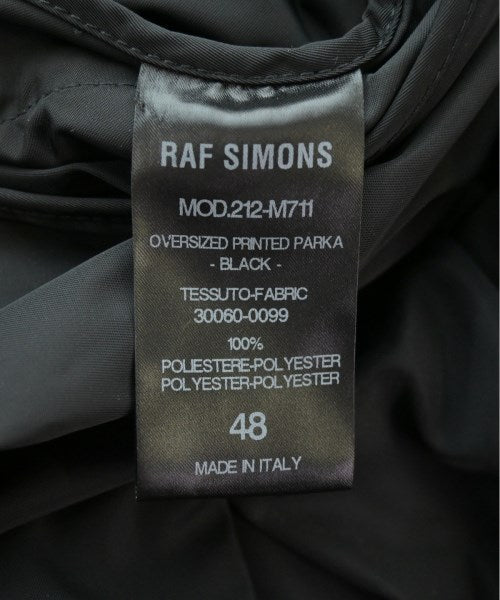 RAF SIMONS
MOD.212-M711
OVERSIZED PRINTED PARKA
- BLACK -
TESSUTO-FABRIC
30060-0099
100%
POLIESTERE-POLYESTER
POLYESTER-POLYESTER
48
MADE IN ITALY